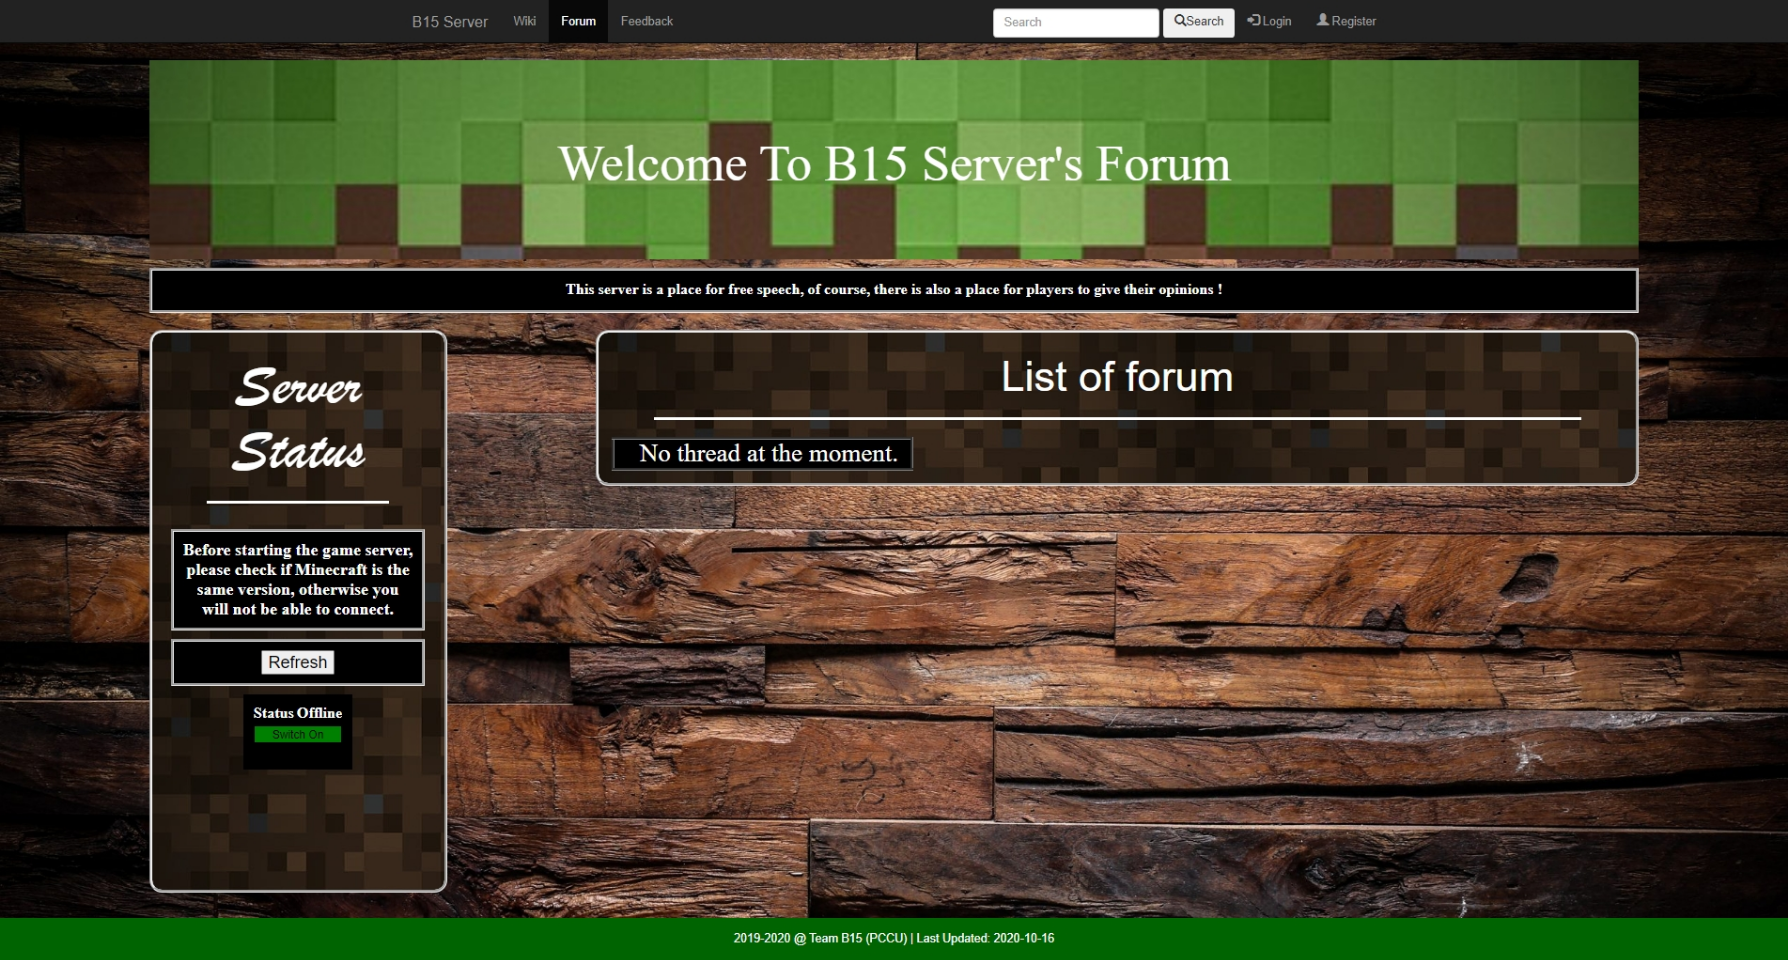 B15 Server Wiki Forum Feedback Search Search Login Register
Welcome To B15 Server's Forum
This server is a place for free speech, of course, there is also a place for players to give their opinions !
Server
Status
Before starting the game server,
please check if Minecraft is the
same version, otherwise you
will not be able to connect.
Refresh
Status Offline
Switch On
List of forum
No thread at the moment.
2019-2020 @ Team B15 (PCCU) | Last Updated: 2020-10-16